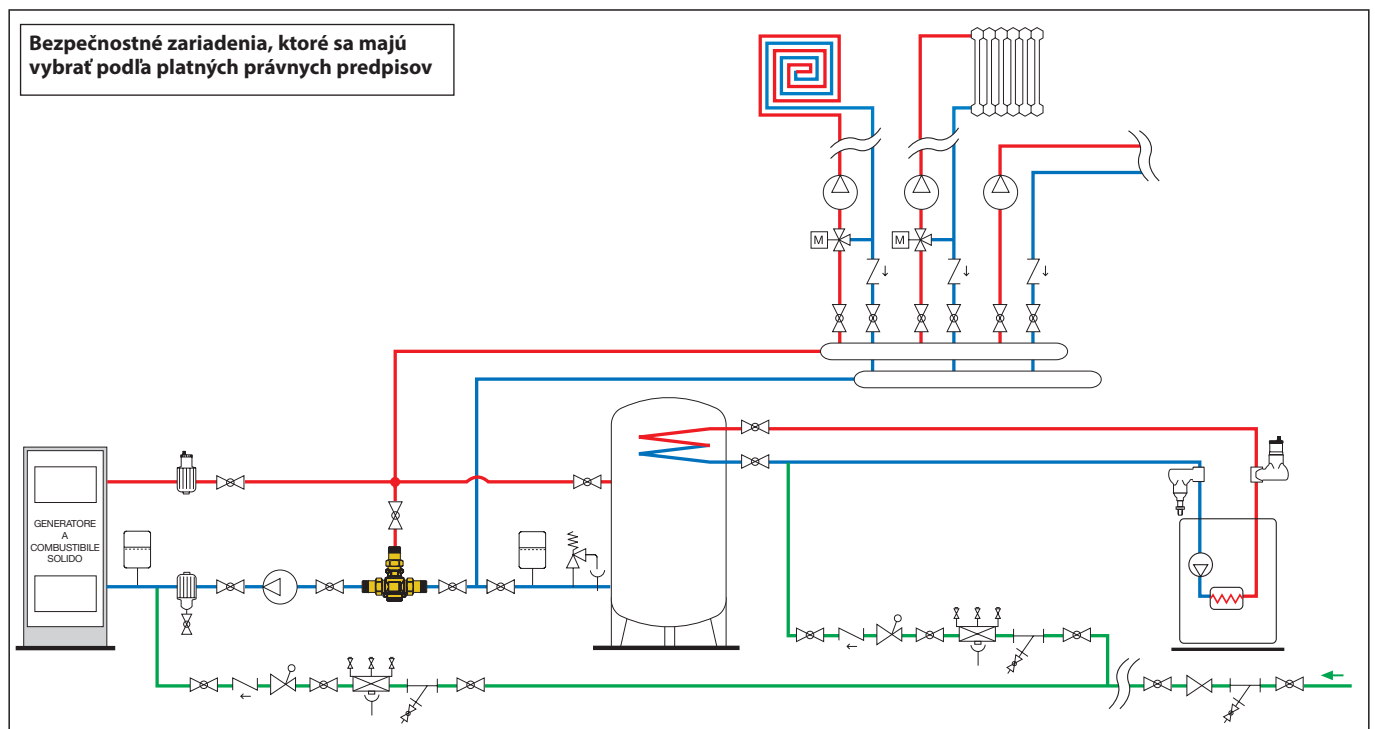 Bezpečnostné zariadenia, ktoré sa majú
vybrať podľa platných právnych predpisov
M
M
GENERATORE
A
COMBUSTIBILE
SOLIDO